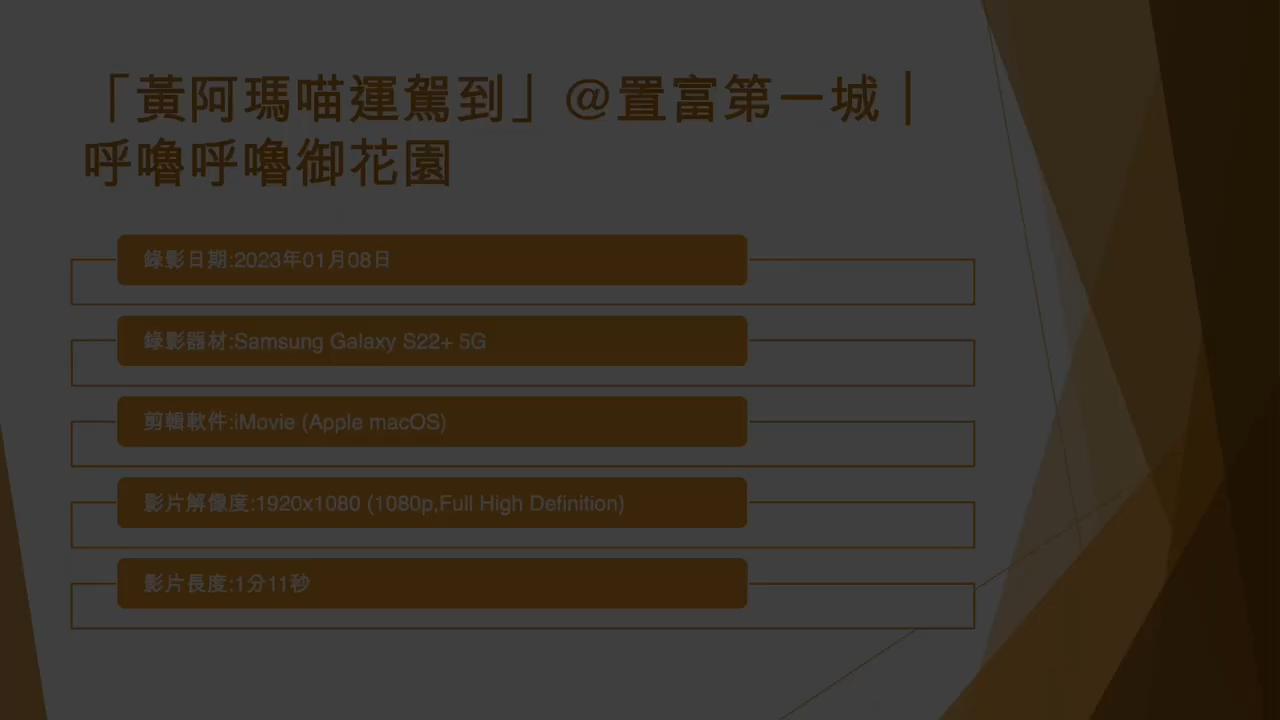 「黃阿瑪喵運駕到」@置富第一城｜
呼嚕呼嚕御花園
錄影日期:2023年01月08日
錄影器材:Samsung Galaxy S22+ 5G
剪輯軟件:iMovie (Apple macOS)
影片解像度:1920x1080 (1080p,Full High Definition)
影片長度:1分11秒